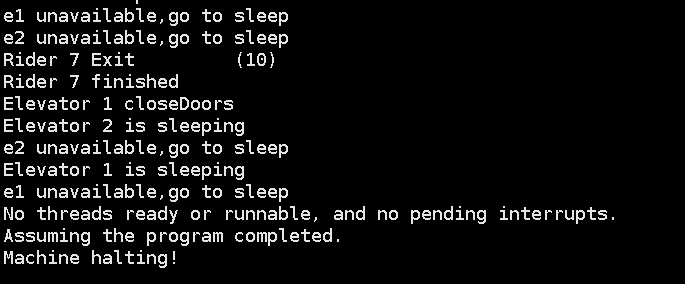 e1 unavailable,go to sleep
e2 unavailable,go to sleep
Rider 7 Exit        (10)
Rider 7 finished
Elevator 1 closeDoors
Elevator 2 is sleeping
e2 unavailable,go to sleep
Elevator 1 is sleeping
e1 unavailable,go to sleep
No threads ready or runnable, and no pending interrupts.
Assuming the program completed.
Machine halting!